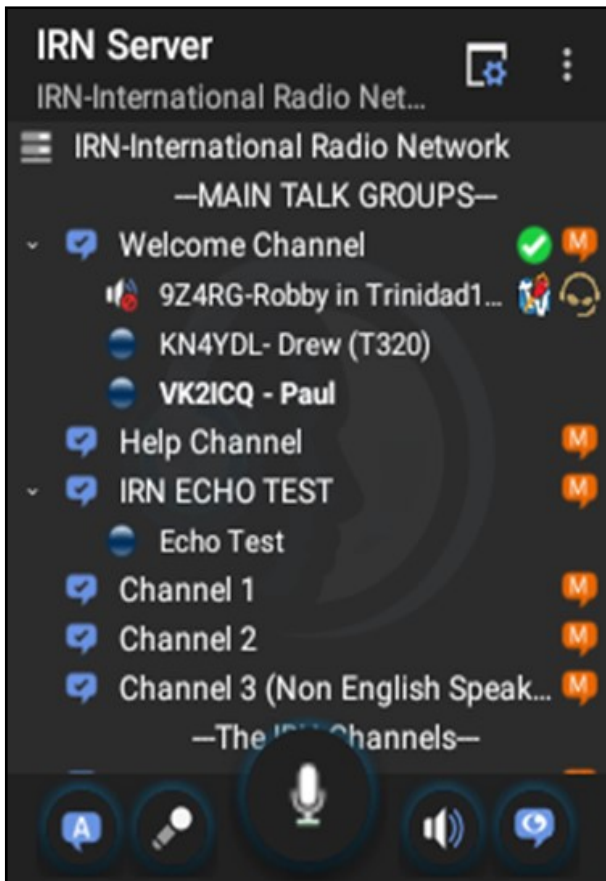 IRN Server
IRN-International Radio Net...
IRN-International Radio Network
---MAIN TALK GROUPS---
Welcome Channel M
9Z4RG-Robby in Trinidad1...
KN4YDL- Drew (T320)
VK2ICQ - Paul
Help Channel M
IRN ECHO TEST M
Echo Test
Channel 1 M
Channel 2 M
Channel 3 (Non English Speak... M
---The Channels---
A